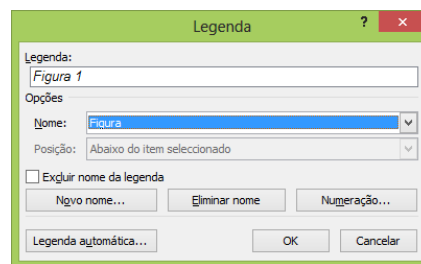 Legenda
?
×
Legenda:
Figura 1
Opções
Nome: Figura
Posição: Abaixo do item seleccionado
Excluir nome da legenda
Novo nome... Eliminar nome Numeração...
Legenda automática... OK Cancelar